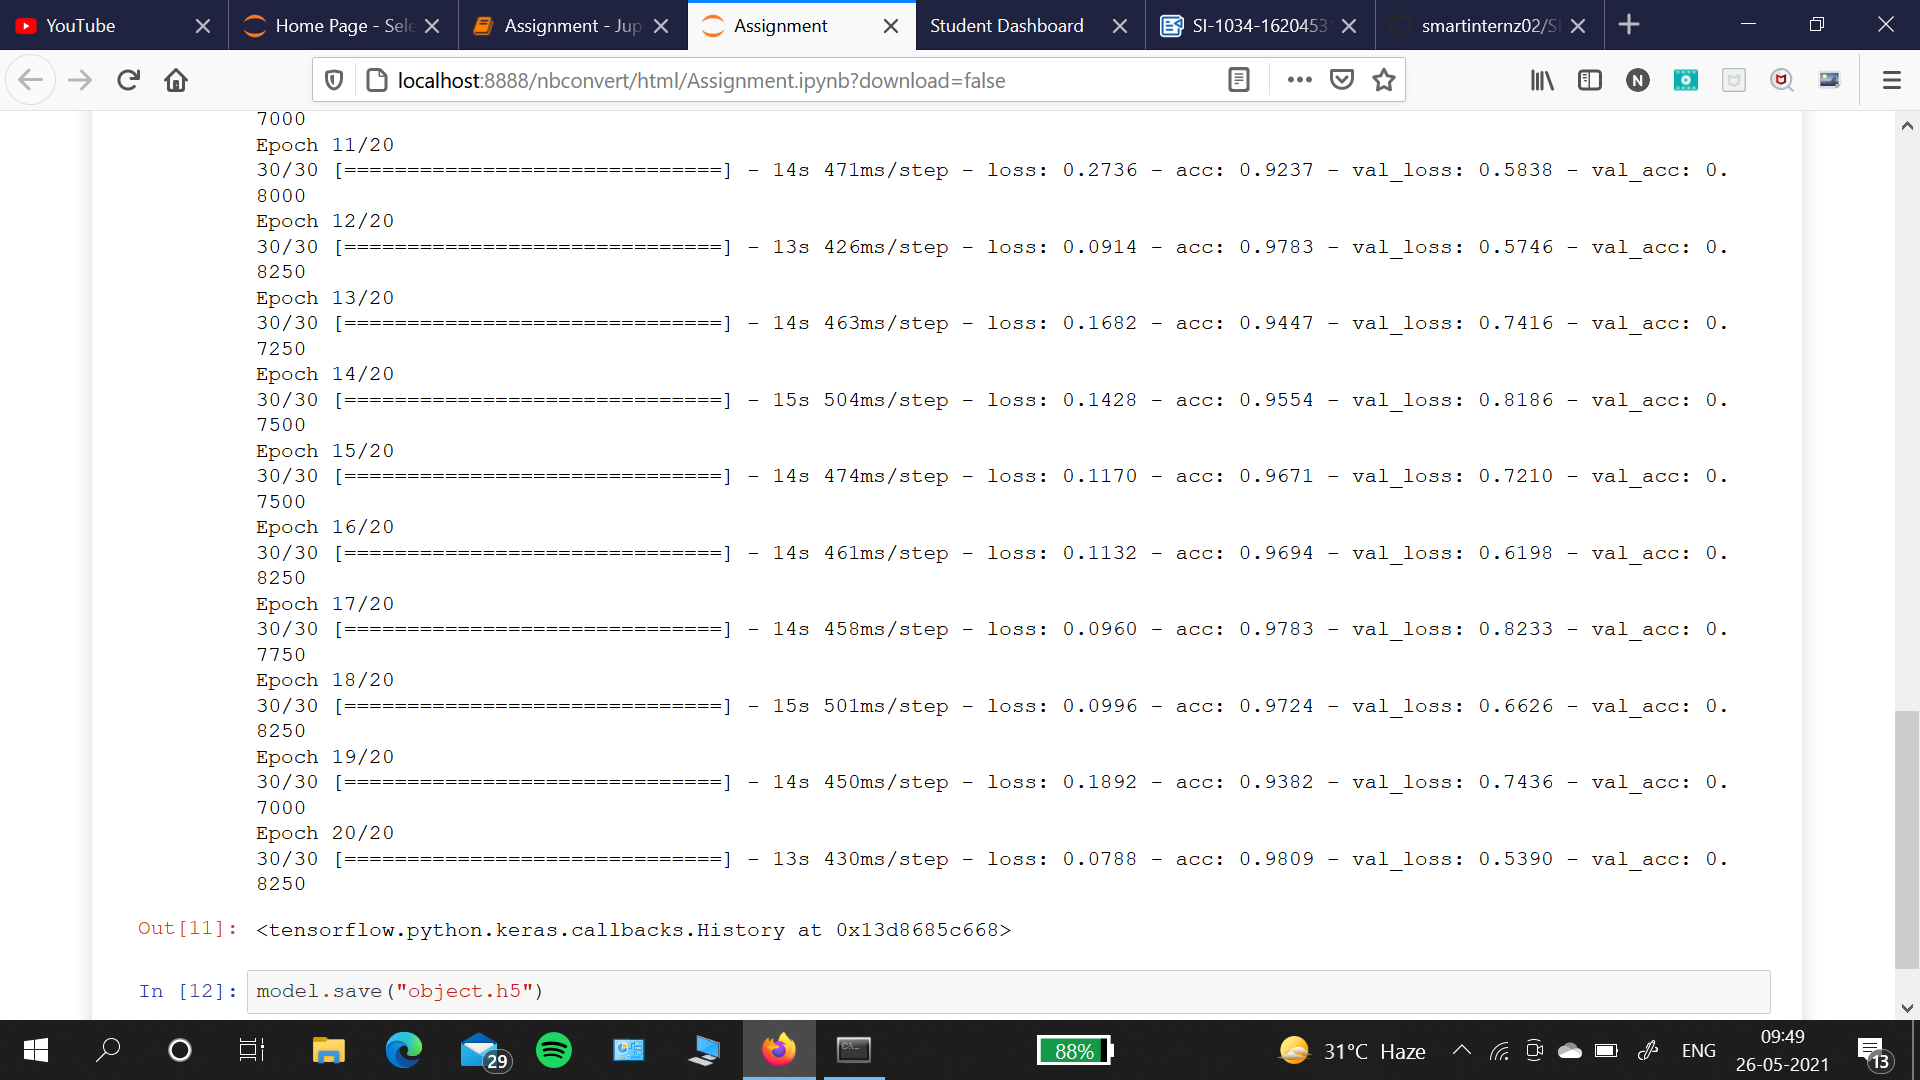 YouTube
Home Page - Sele
Assignment - Jup
Assignment
Student Dashboard
SI-1034-1620453
smartinternz02/SI
localhost:8888/nbconvert/html/Assignment.ipynb?download=false
N
7000
Epoch 11/20
30/30 [==============================] - 14s 471ms/step - loss: 0.2736 - acc: 0.9237 - val_loss: 0.5838 - val_acc: 0.
8000
Epoch 12/20
30/30 [==============================] - 13s 426ms/step - loss: 0.0914 - acc: 0.9783 - val_loss: 0.5746 - val_acc: 0.
8250
Epoch 13/20
30/30 [==============================] - 14s 463ms/step - loss: 0.1682 - acc: 0.9447 - val_loss: 0.7416 - val_acc: 0.
7250
Epoch 14/20
30/30 [==============================] - 15s 504ms/step - loss: 0.1428 - acc: 0.9554 - val_loss: 0.8186 - val_acc: 0.
7500
Epoch 15/20
30/30 [==============================] - 14s 474ms/step - loss: 0.1170 - acc: 0.9671 - val_loss: 0.7210 - val_acc: 0.
7500
Epoch 16/20
30/30 [==============================] - 14s 461ms/step - loss: 0.1132 - acc: 0.9694 - val_loss: 0.6198 - val_acc: 0.
8250
Epoch 17/20
30/30 [==============================] - 14s 458ms/step - loss: 0.0960 - acc: 0.9783 - val_loss: 0.8233 - val_acc: 0.
7750
Epoch 18/20
30/30 [==============================] - 15s 501ms/step - loss: 0.0996 - acc: 0.9724 - val_loss: 0.6626 - val_acc: 0.
8250
Epoch 19/20
30/30 [==============================] - 14s 450ms/step - loss: 0.1892 - acc: 0.9382 - val_loss: 0.7436 - val_acc: 0.
7000
Epoch 20/20
30/30 [==============================] - 13s 430ms/step - loss: 0.0788 - acc: 0.9809 - val_loss: 0.5390 - val_acc: 0.
8250
Out[11]: <tensorflow.python.keras.callbacks.History at 0x13d8685c668>
In [12]: model.save("object.h5")
29
88%
31°C Haze
ENG
09:49
26-05-2021
13